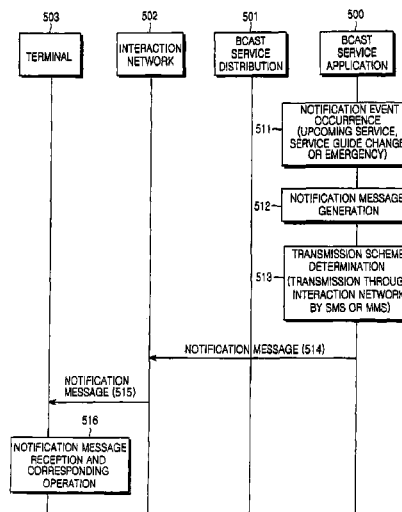 503
502
501
500
TERMINAL
INTERACTION
NETWORK
BCAST
SERVICE
DISTRIBUTION
BCAST
SERVICE
APPLICATION
511
NOTIFICATION EVENT
OCCURRENCE
(UPCOMING SERVICE,
SERVICE GUIDE CHANGE
OR EMERGENCY)
512
NOTIFICATION MESSAGE
GENERATION
513
TRANSMISSION SCHEME
DETERMINATION
(TRANSMISSION THROUGH
INTERACTION NETWORK
BY SMS OR MMS)
NOTIFICATION MESSAGE (514)
NOTIFICATION
MESSAGE (515)
516
NOTIFICATION MESSAGE
RECEPTION AND
CORRESPONDING
OPERATION